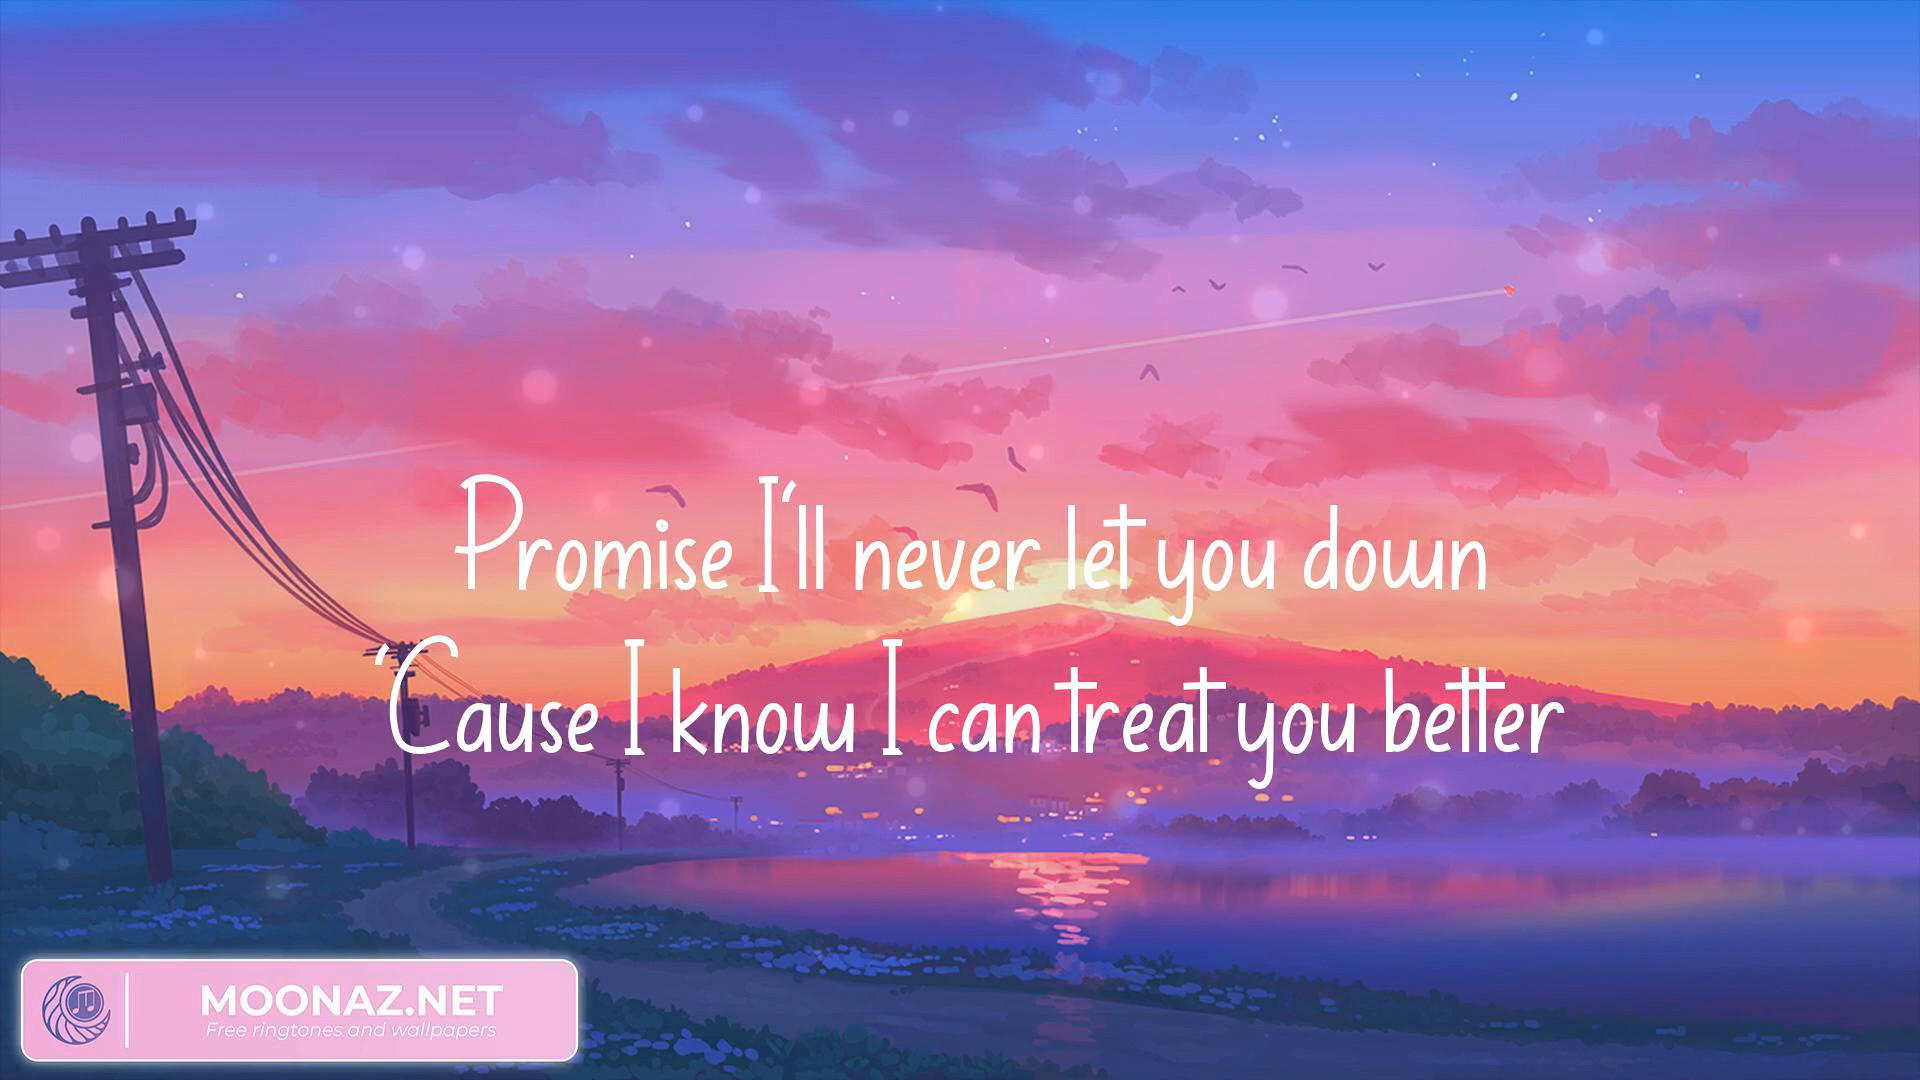 Promise I'll never let you down
'Cause I know I can treat you better
MOONAZ.NET
Free ringtones and wallpapers